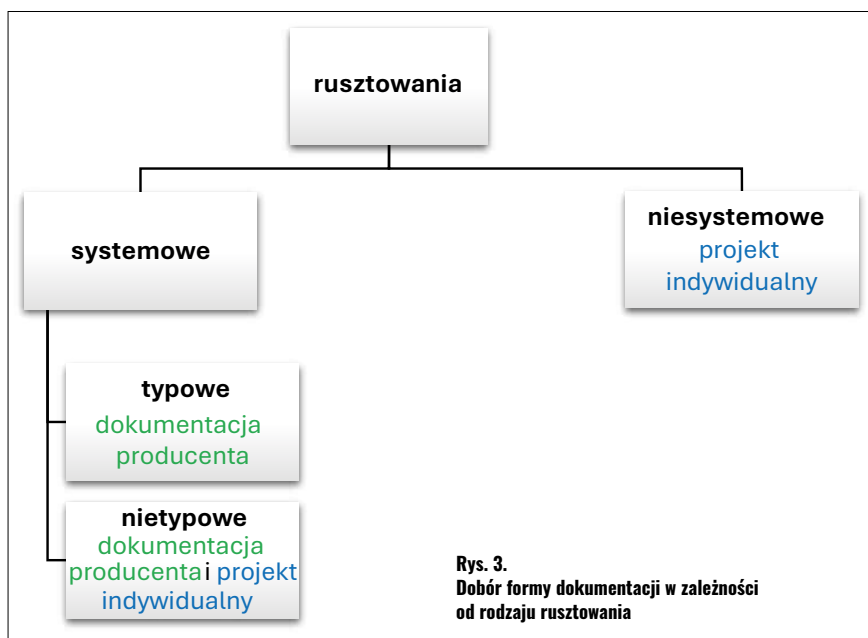 rusztowania
systemowe
niesystemowe
projekt
indywidualny
typowe
dokumentacja
producenta
nietypowe
dokumentacja
producenta i projekt
indywidualny
Rys. 3.
Dobór formy dokumentacji w zależności
od rodzaju rusztowania